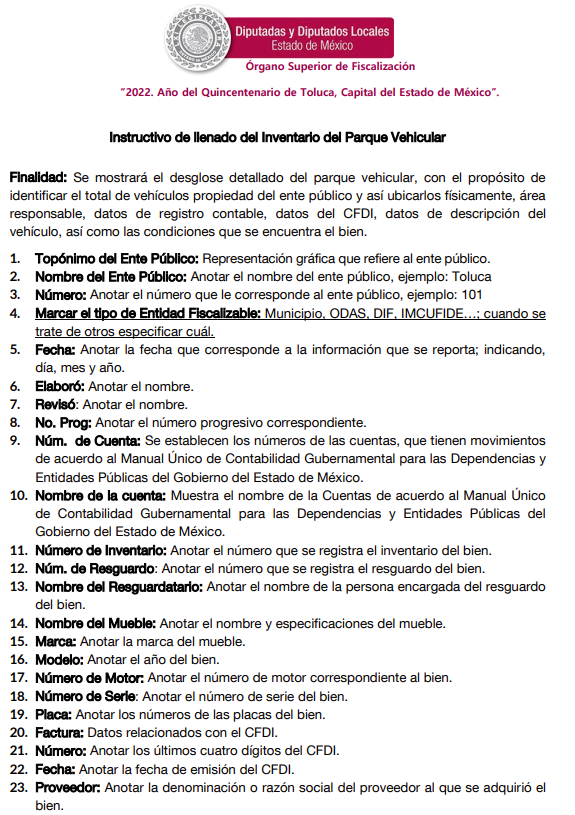 Diputadas y Diputados Locales
Estado de México
Órgano Superior de Fiscalización
“2022. Año del Quincentenario de Toluca, Capital del Estado de México”.
Instructivo de llenado del Inventario del Parque Vehicular
Finalidad: Se mostrará el desglose detallado del parque vehicular, con el propósito de
identificar el total de vehículos propiedad del ente público y así ubicarlos físicamente, área
responsable, datos de registro contable, datos del CFDI, datos de descripción del
vehículo, así como las condiciones que se encuentra el bien.
1. Topónimo del Ente Público: Representación gráfica que refiere al ente público.
2. Nombre del Ente Público: Anotar el nombre del ente público, ejemplo: Toluca
3. Número: Anotar el número que le corresponde al ente público, ejemplo: 101
4. Marcar el tipo de Entidad Fiscalizable: Municipio, ODAS, DIF, IMCUFIDE…; cuando se
trate de otros especificar cuál.
5. Fecha: Anotar la fecha que corresponde a la información que se reporta; indicando,
día, mes y año.
6. Elaboró: Anotar el nombre.
7. Revisó: Anotar el nombre.
8. No. Prog: Anotar el número progresivo correspondiente.
9. Núm. de Cuenta: Se establecen los números de las cuentas, que tienen movimientos
de acuerdo al Manual Único de Contabilidad Gubernamental para las Dependencias y
Entidades Públicas del Gobierno del Estado de México.
10. Nombre de la cuenta: Muestra el nombre de la Cuentas de acuerdo al Manual Único
de Contabilidad Gubernamental para las Dependencias y Entidades Públicas del
Gobierno del Estado de México.
11. Número de Inventario: Anotar el número que se registra el inventario del bien.
12. Núm. de Resguardo: Anotar el número que se registra el resguardo del bien.
13. Nombre del Resguardatario: Anotar el nombre de la persona encargada del resguardo
del bien.
14. Nombre del Mueble: Anotar el nombre y especificaciones del mueble.
15. Marca: Anotar la marca del mueble.
16. Modelo: Anotar el año del bien.
17. Número de Motor: Anotar el número de motor correspondiente al bien.
18. Número de Serie: Anotar el número de serie del bien.
19. Placa: Anotar los números de las placas del bien.
20. Factura: Datos relacionados con el CFDI.
21. Número: Anotar los últimos cuatro dígitos del CFDI.
22. Fecha: Anotar la fecha de emisión del CFDI.
23. Proveedor: Anotar la denominación o razón social del proveedor al que se adquirió el
bien.